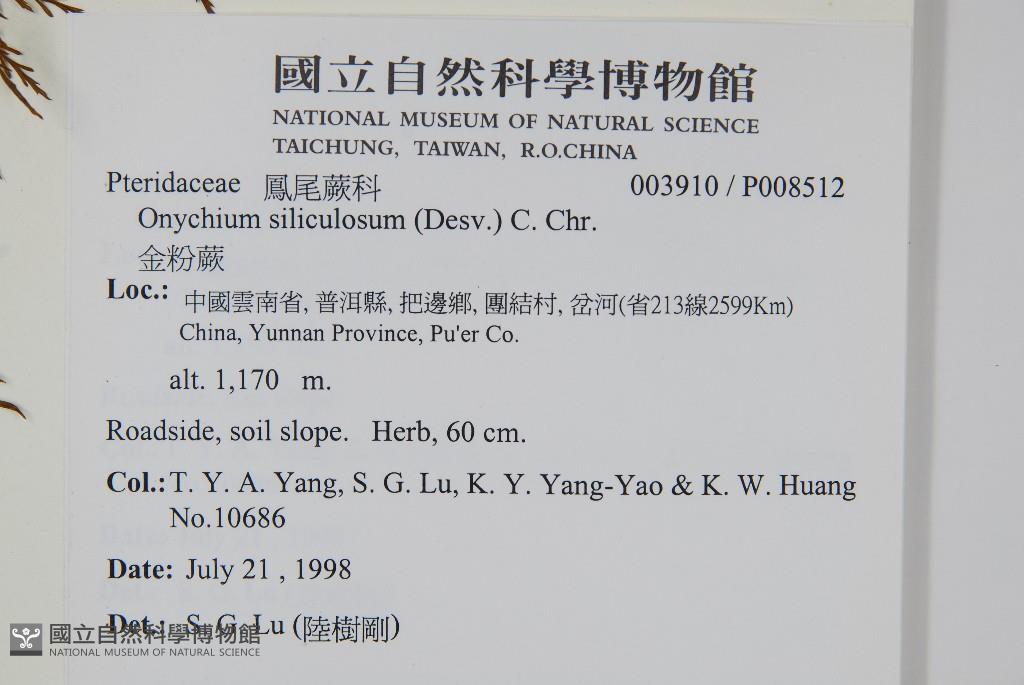 國立自然科學博物館
NATIONAL MUSEUM OF NATURAL SCIENCE
TAICHUNG, TAIWAN, R.O.CHINA
Pteridaceae 鳳尾蕨科 003910 / P008512
Onychium siliculosum (Desv.) C. Chr.
金粉蕨
Loc.: 中國雲南省, 普洱縣, 把邊鄉, 團結村, 岔河(省213線2599Km)
China, Yunnan Province, Pu'er Co.
alt. 1,170 m.
Roadside, soil slope. Herb, 60 cm.
Col.: T. Y. A. Yang, S. G. Lu, K. Y. Yang-Yao & K. W. Huang
No.10686
Date: July 21 , 1998
Det.: S. G. Lu (陸樹剛)
國立自然科學博物館
NATIONAL MUSEUM OF NATURAL SCIENCE